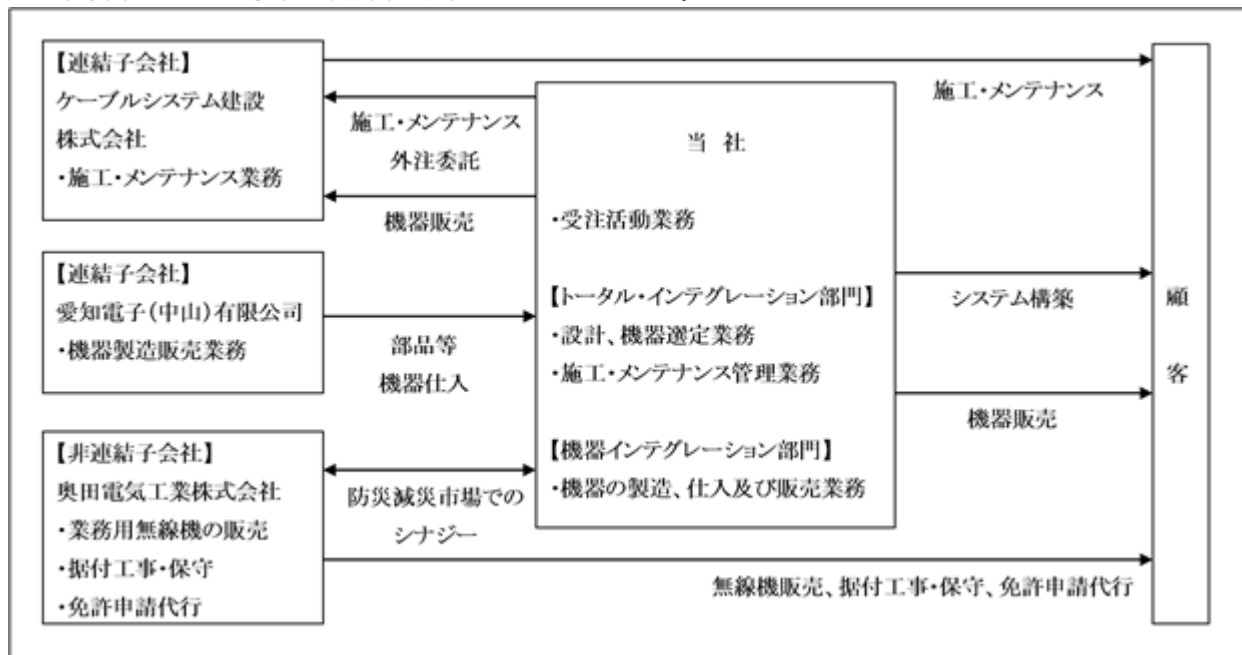 【連結子会社】
ケーブルシステム建設
株式会社
・施工・メンテナンス業務
施工・メンテナンス
外注委託
機器販売
施工・メンテナンス
【連結子会社】
愛知電子(中山)有限公司
・機器製造販売業務
部品等
機器仕入
【非連結子会社】
奥田電気工業株式会社
・業務用無線機の販売
・据付工事・保守
・免許申請代行
防災減災市場での
シナジー
当 社
・受注活動業務
【トータル・インテグレーション部門】
・設計、機器選定業務
・施工・メンテナンス管理業務
【機器インテグレーション部門】
・機器の製造、仕入及び販売業務
システム構築
機器販売
無線機販売、据付工事・保守、免許申請代行
顧
客